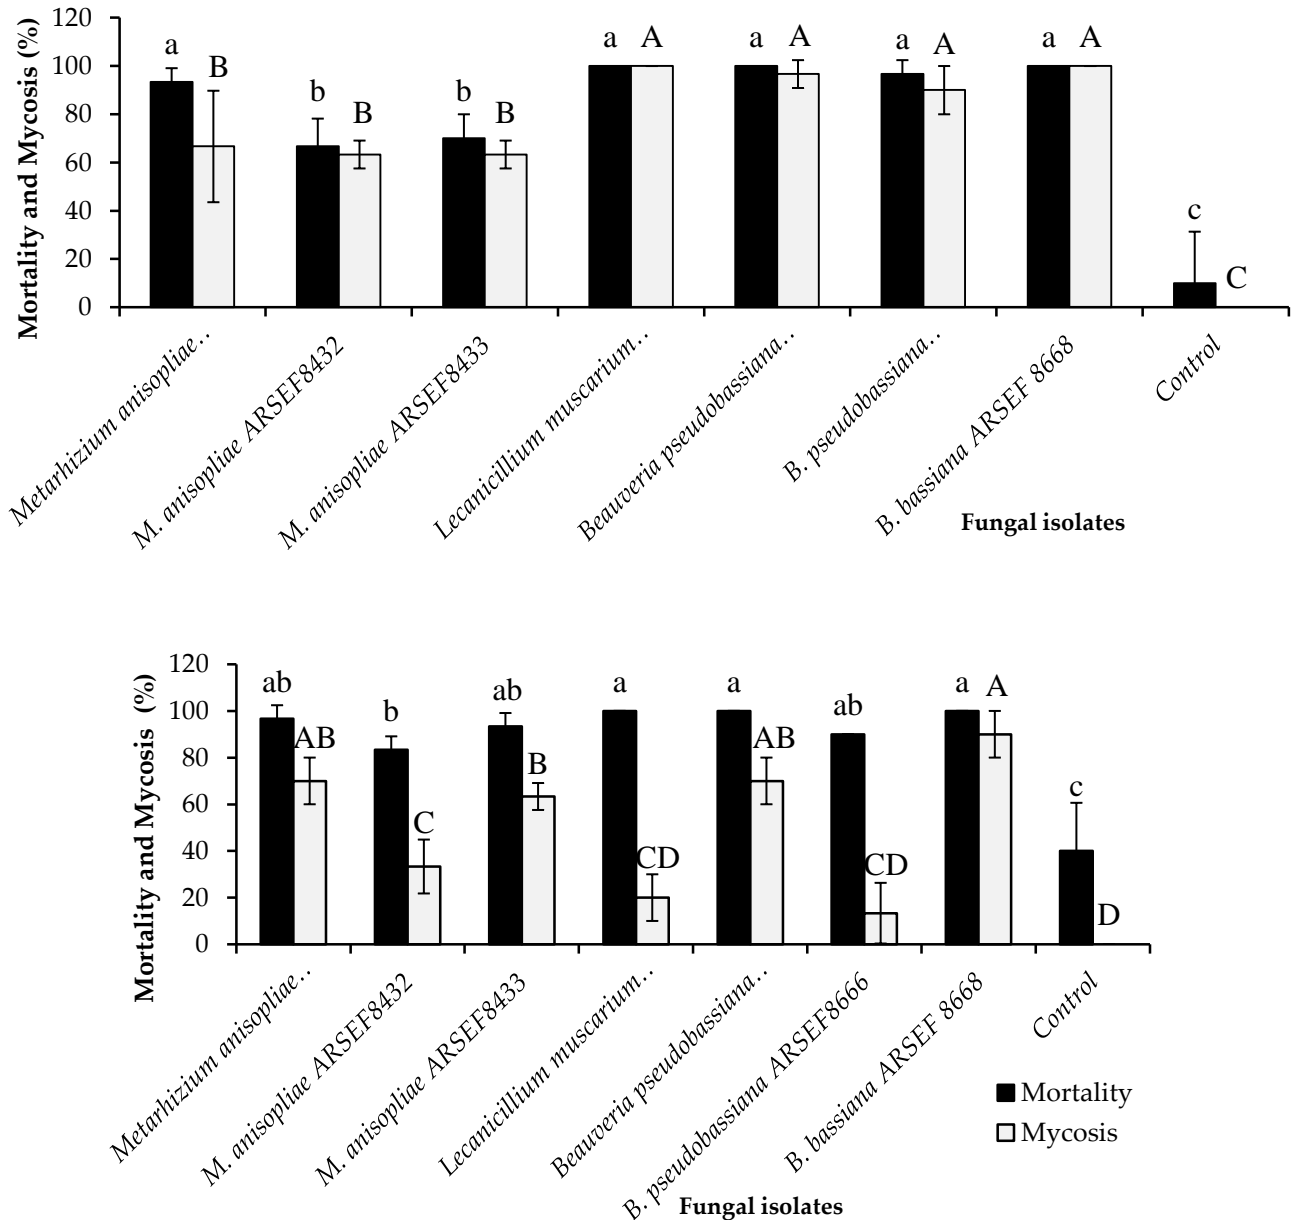 Mortality and Mycosis (%)
120
100
80
60
40
20
0
a B
b B
b B
a A
a A
a A
a A
c C
Metarhizium anisopliae..
M. anisopliae ARSEF8432
M. anisopliae ARSEF8433
Lecanicillium muscarium..
Beauveria pseudobassiana..
B. pseudobassiana..
B. bassiana ARSEF 8668
Control
Fungal isolates
Mortality and Mycosis (%)
120
100
80
60
40
20
0
ab AB
b C
ab B
a CD
a AB
ab CD
a A
c D
Metarhizium anisopliae..
M. anisopliae ARSEF8432
M. anisopliae ARSEF8433
Lecanicillium muscarium..
Beauveria pseudobassiana..
B. pseudobassiana ARSEF8666
B. bassiana ARSEF 8668
Control
Mortality
Mycosis
Fungal isolates